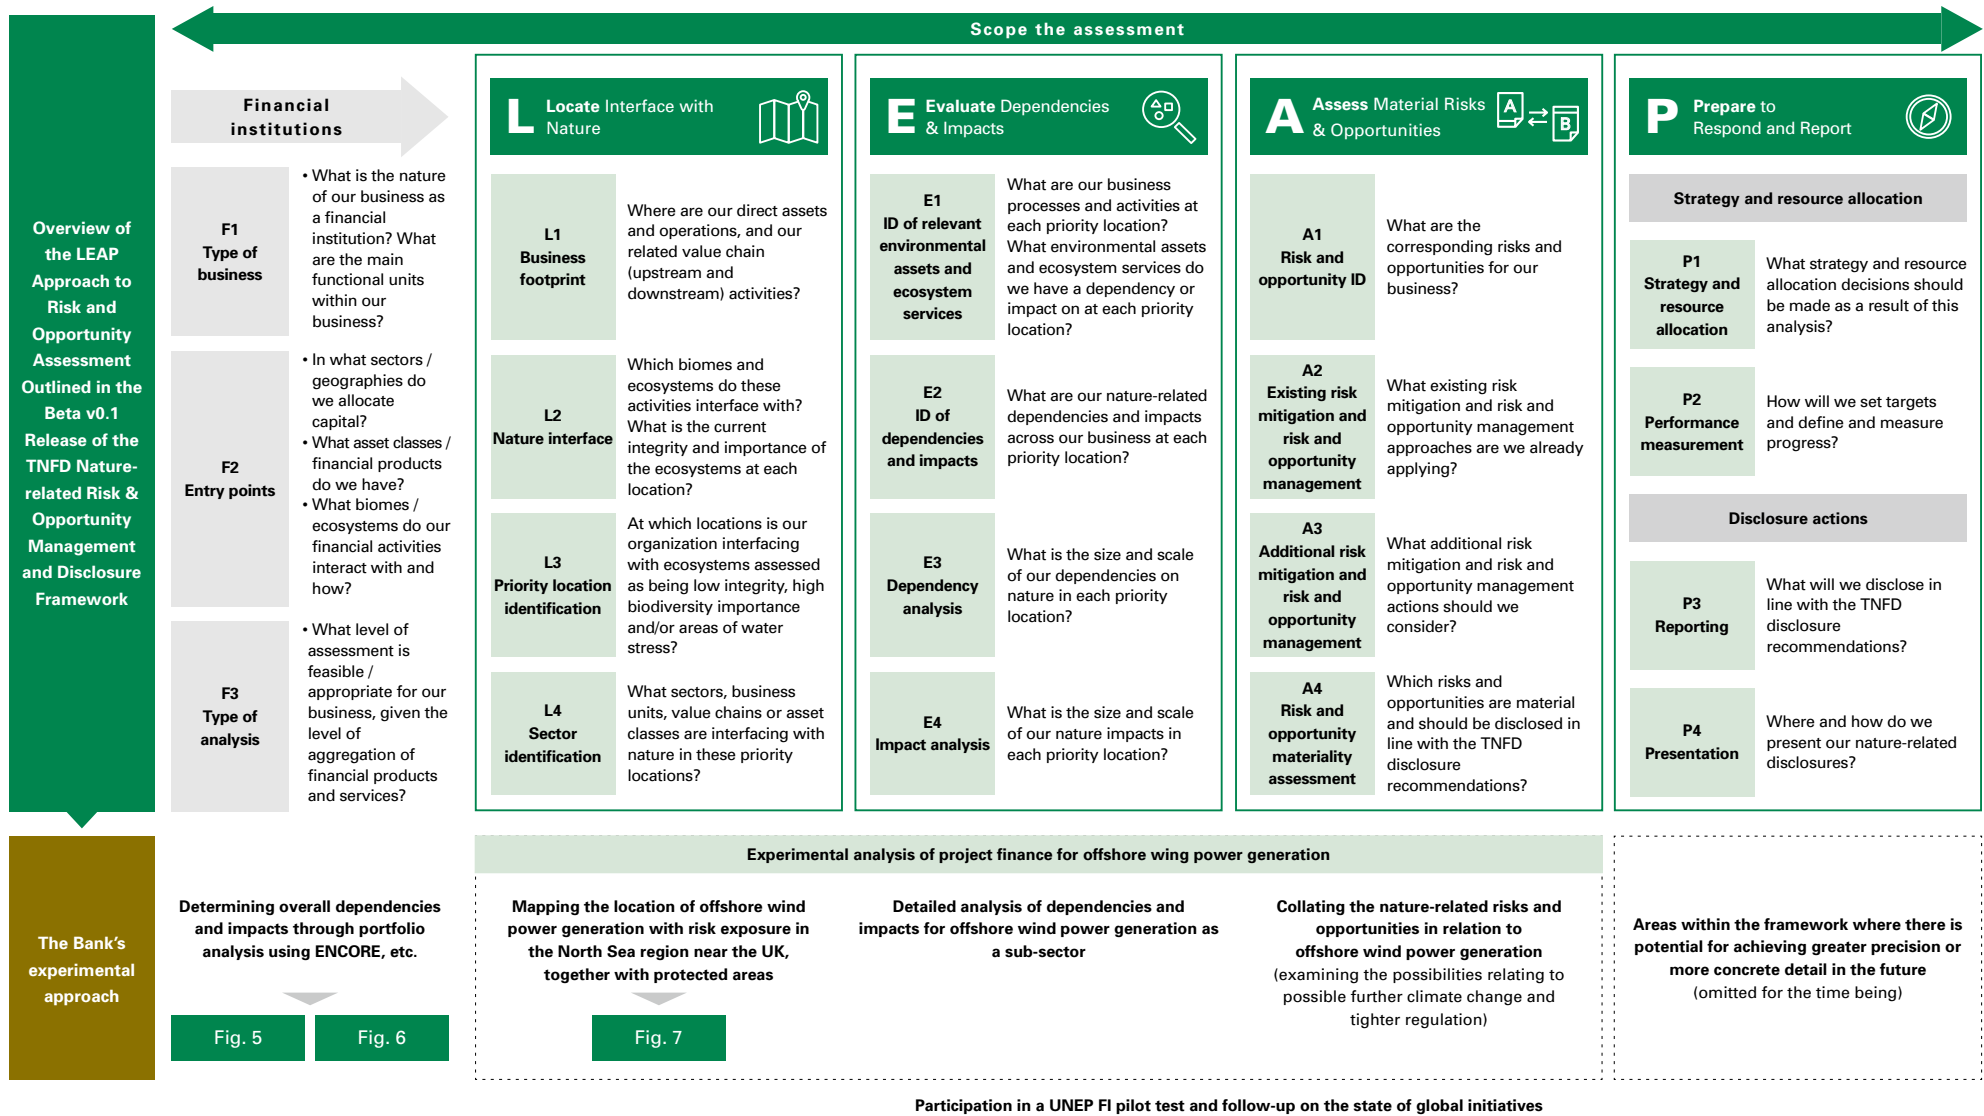 Scope the assessment
Overview of
the LEAP
Approach to
Risk and
Opportunity
Assessment
Outlined in the
Beta v0.1
Release of the
TNFD Nature-
related Risk &
Opportunity
Management
and Disclosure
Framework
Financial
institutions
F1
Type of
business
• What is the nature
of our business as
a financial
institution? What
are the main
functional units
within our
business?
F2
Entry points
• In what sectors /
geographies do
we allocate
capital?
• What asset classes /
financial products
do we have?
• What biomes /
ecosystems do our
financial activities
interact with and
how?
F3
Type of
analysis
• What level of
assessment is
feasible /
appropriate for our
business, given the
level of
aggregation of
financial products
and services?
L
Locate Interface with
Nature
L1
Business
footprint
Where are our direct assets
and operations, and our
related value chain
(upstream and
downstream) activities?
L2
Nature interface
Which biomes and
ecosystems do these
activities interface with?
What is the current
integrity and importance of
the ecosystems at each
location?
L3
Priority location
identification
At which locations is our
organization interfacing
with ecosystems assessed
as being low integrity, high
biodiversity importance
and/or areas of water
stress?
L4
Sector
identification
What sectors, business
units, value chains or asset
classes are interfacing with
nature in these priority
locations?
E
Evaluate Dependencies
& Impacts
E1
ID of relevant
environmental
assets and
ecosystem
services
What are our business
processes and activities at
each priority location?
What environmental assets
and ecosystem services do
we have a dependency or
impact on at each priority
location?
E2
ID of
dependencies
and impacts
What are our nature-related
dependencies and impacts
across our business at each
priority location?
E3
Dependency
analysis
What is the size and scale
of our dependencies on
nature in each priority
location?
E4
Impact analysis
What is the size and scale
of our nature impacts in
each priority location?
A
Assess Material Risks
& Opportunities
A
B
A1
Risk and
opportunity ID
What are the
corresponding risks and
opportunities for our
business?
A2
Existing risk
mitigation and
risk and
opportunity
management
What existing risk
mitigation and risk and
opportunity management
approaches are we already
applying?
A3
Additional risk
mitigation and
risk and
opportunity
management
What additional risk
mitigation and risk and
opportunity management
actions should we
consider?
A4
Risk and
opportunity
materiality
assessment
Which risks and
opportunities are material
and should be disclosed in
line with the TNFD
disclosure
recommendations?
P
Prepare to
Respond and Report
Strategy and resource allocation
P1
Strategy and
resource
allocation
What strategy and resource
allocation decisions should
be made as a result of this
analysis?
P2
Performance
measurement
How will we set targets
and define and measure
progress?
Disclosure actions
P3
Reporting
What will we disclose in
line with the TNFD
disclosure
recommendations?
P4
Presentation
Where and how do we
present our nature-related
disclosures?
The Bank's
experimental
approach
Determining overall dependencies
and impacts through portfolio
analysis using ENCORE, etc.
Fig. 5
Fig. 6
Experimental analysis of project finance for offshore wing power generation
Mapping the location of offshore wind
power generation with risk exposure in
the North Sea region near the UK,
together with protected areas
Fig. 7
Detailed analysis of dependencies and
impacts for offshore wind power generation as
a sub-sector
Collating the nature-related risks and
opportunities in relation to
offshore wind power generation
(examining the possibilities relating to
possible further climate change and
tighter regulation)
Areas within the framework where there is
potential for achieving greater precision or
more concrete detail in the future
(omitted for the time being)
Participation in a UNEP FI pilot test and follow-up on the state of global initiatives